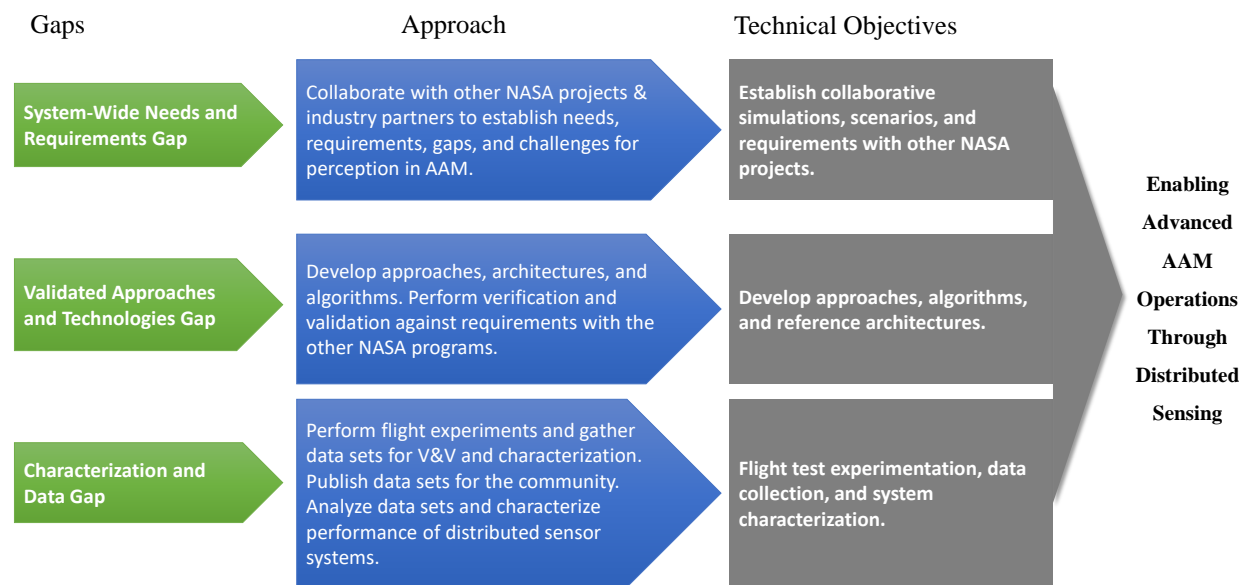 Gaps
Approach
Technical Objectives
System-Wide Needs and
Requirements Gap
Collaborate with other NASA projects &
industry partners to establish needs,
requirements, gaps, and challenges for
perception in AAM.
Establish collaborative
simulations, scenarios, and
requirements with other NASA
projects.
Validated Approaches
and Technologies Gap
Develop approaches, architectures, and
algorithms. Perform verification and
validation against requirements with the
other NASA programs.
Develop approaches, algorithms,
and reference architectures.
Characterization and
Data Gap
Perform flight experiments and gather
data sets for V&V and characterization.
Publish data sets for the community.
Analyze data sets and characterize
performance of distributed sensor
systems.
Flight test experimentation, data
collection, and system
characterization.
Enabling
Advanced
AAM
Operations
Through
Distributed
Sensing